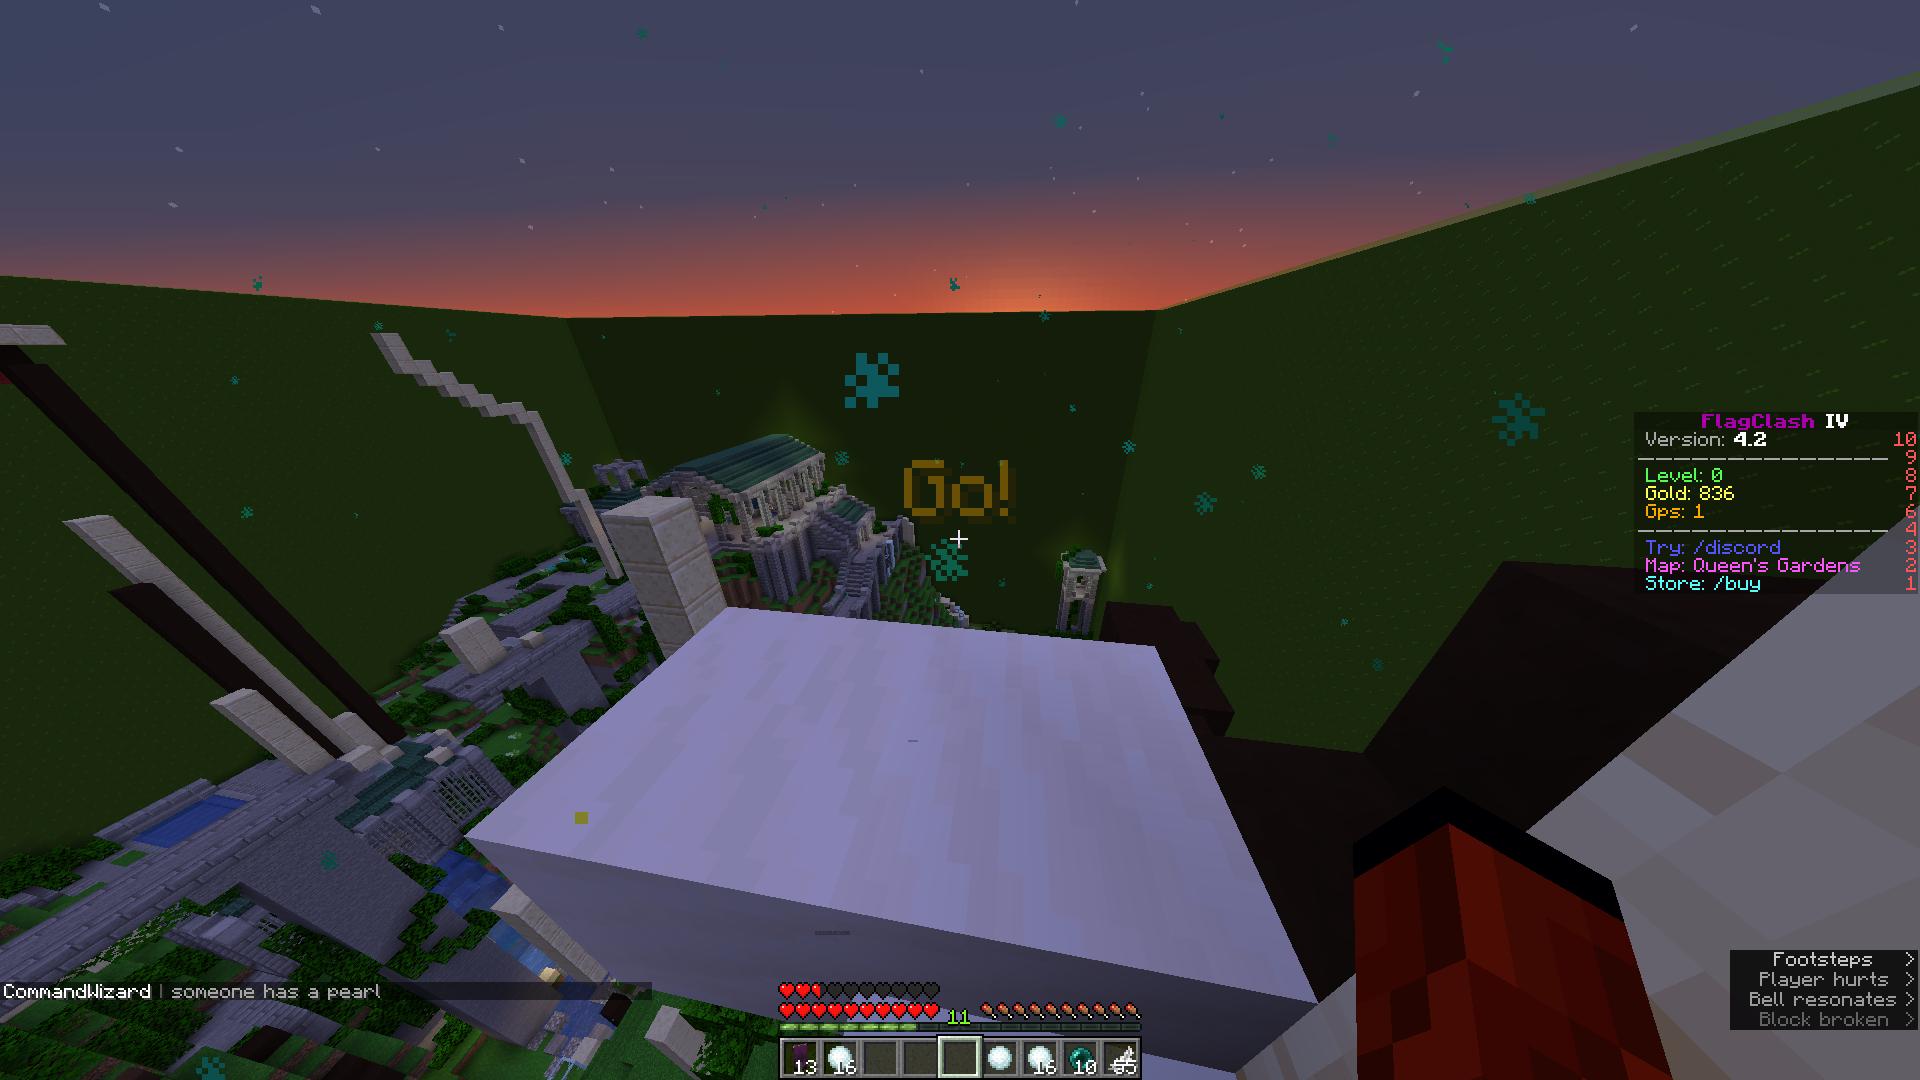 Go!
FlagClash IV
Version: 4.2 10
9
Level: 0 8
Gold: 836 7
Gps: 1 6
4
Try: /discord 3
Map: Queen's Gardens 2
Store: /buy 1
Footsteps >
Player hurts >
Bell resonates >
Block broken >
CommandWizard | someone has a pearl
11
13 16 16 10